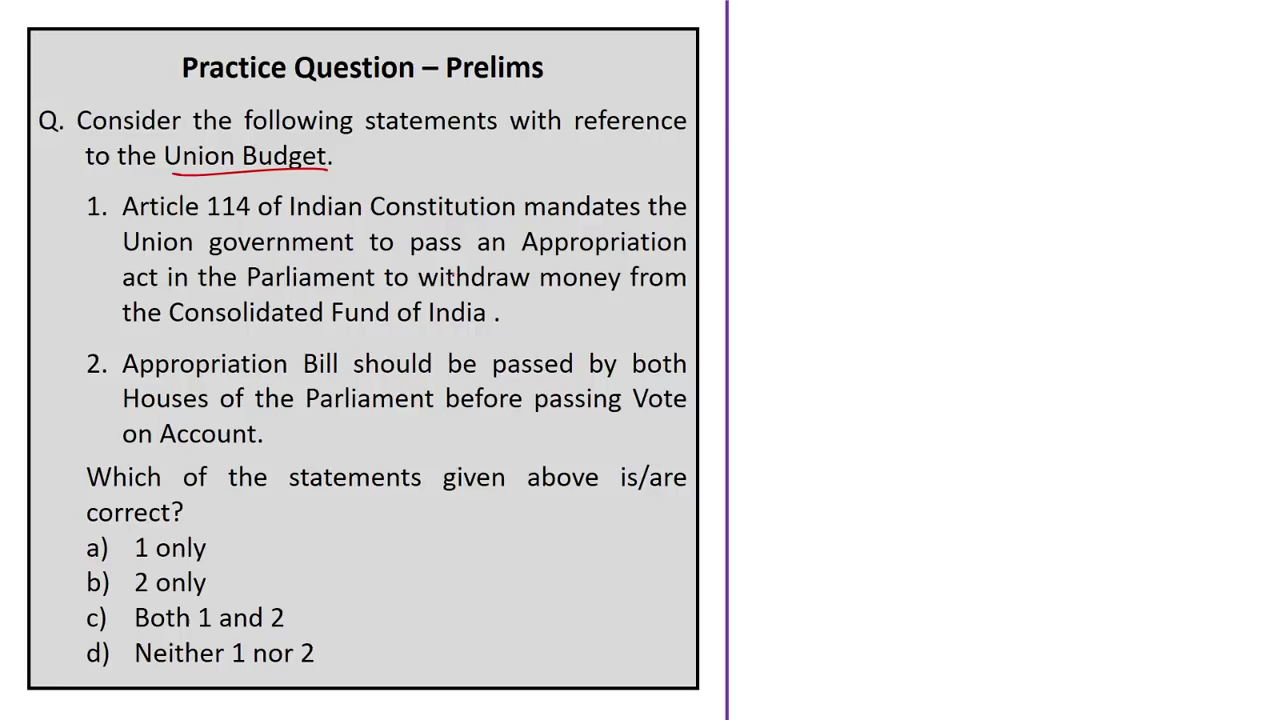 Practice Question – Prelims
Q. Consider the following statements with reference
to the Union Budget.
1. Article 114 of Indian Constitution mandates the
Union government to pass an Appropriation
act in the Parliament to withdraw money from
the Consolidated Fund of India .
2. Appropriation Bill should be passed by both
Houses of the Parliament before passing Vote
on Account.
Which of the statements given above is/are
correct?
a) 1 only
b) 2 only
c) Both 1 and 2
d) Neither 1 nor 2